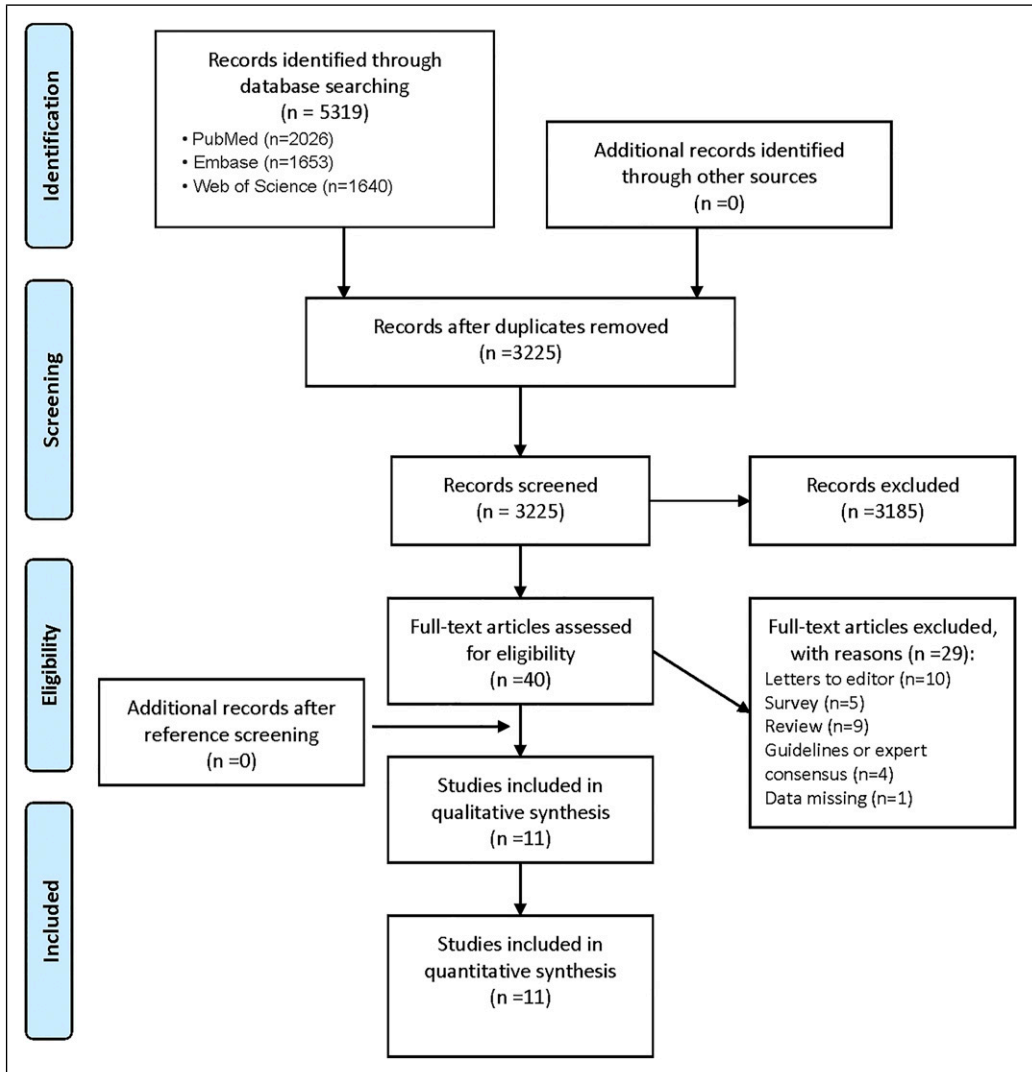 Identification
Records identified through
database searching
(n = 5319)
• PubMed (n=2026)
• Embase (n=1653)
• Web of Science (n=1640)
Additional records identified
through other sources
(n =0)
Screening
Records after duplicates removed
(n =3225)
Records screened
(n = 3225)
Records excluded
(n =3185)
Eligibility
Full-text articles assessed
for eligibility
(n =40)
Full-text articles excluded,
with reasons (n =29):
Letters to editor (n=10)
Survey (n=5)
Review (n=9)
Guidelines or expert
consensus (n=4)
Data missing (n=1)
Additional records after
reference screening
(n =0)
Included
Studies included in
qualitative synthesis
(n =11)
Studies included in
quantitative synthesis
(n =11)